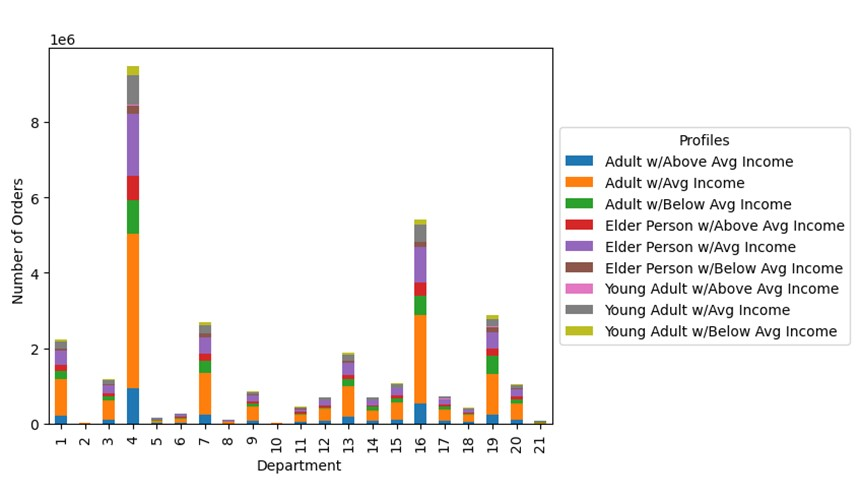 1e6
8
6
4
2
0
Number of Orders
1 2 3 4 5 6 7 8 9 10 11 12 13 14 15 16 17 18 19 20 21
Department
Profiles
Adult w/Above Avg Income
Adult w/Avg Income
Adult w/Below Avg Income
Elder Person w/Above Avg Income
Elder Person w/Avg Income
Elder Person w/Below Avg Income
Young Adult w/Above Avg Income
Young Adult w/Avg Income
Young Adult w/Below Avg Income